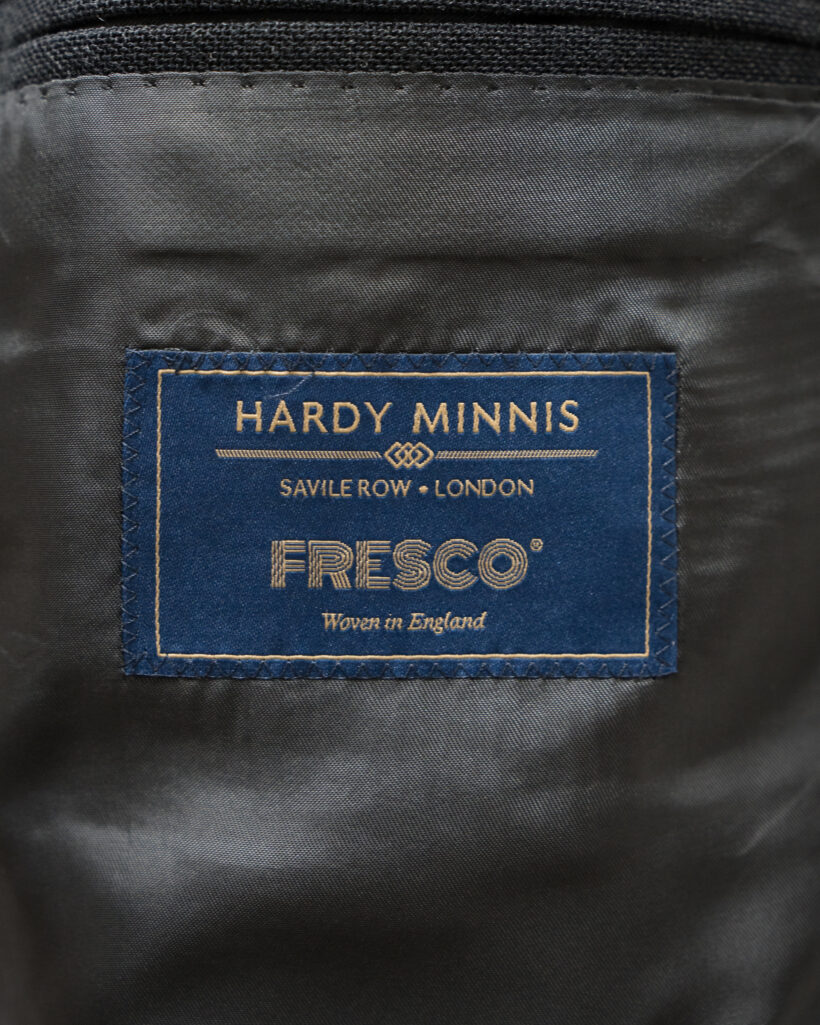 HARDY MINNIS
SAVILE ROW • LONDON
FRESCO®
Woven in England